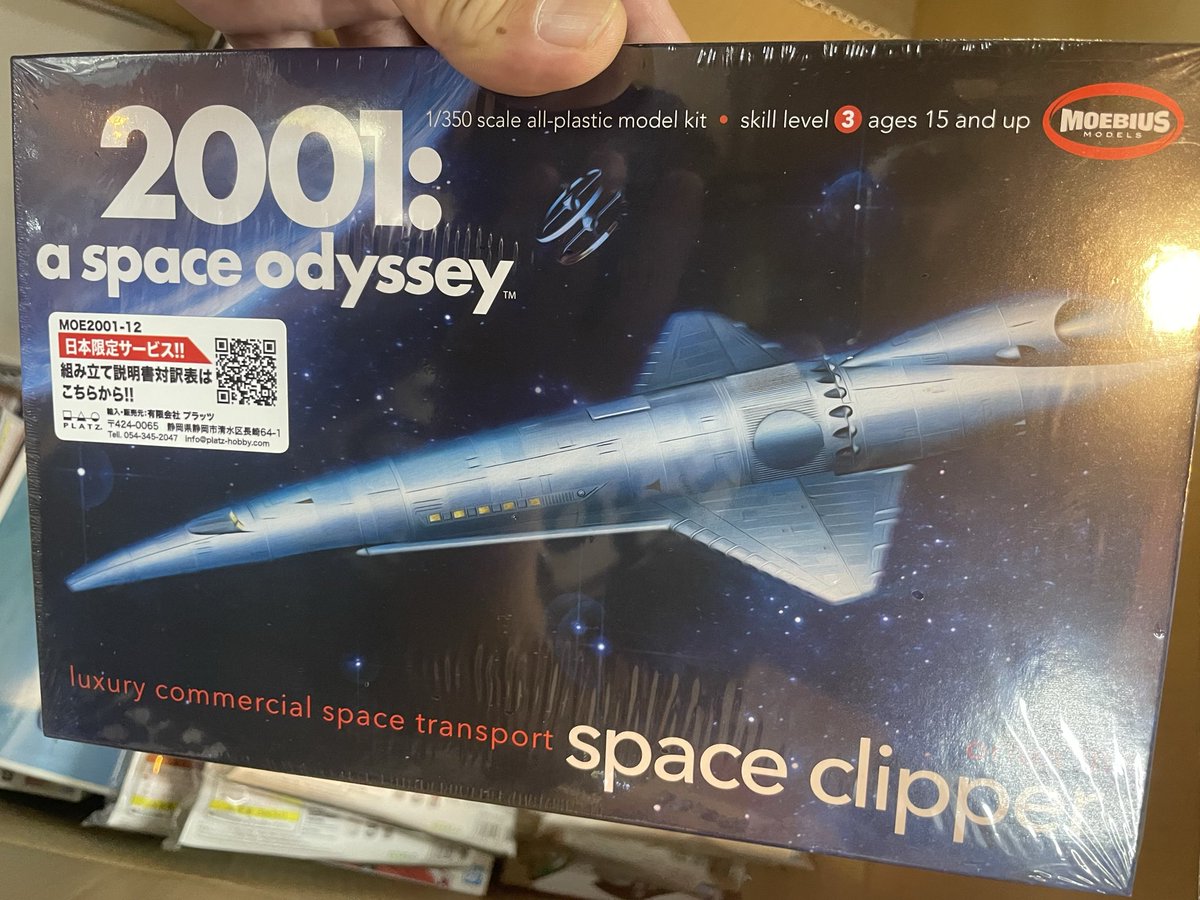 2001:
a space odyssey™
1/350 scale all-plastic model kit • skill level 3 ages 15 and up
MOEBIUS
MODELS
MOE2001-12
日本限定サービス!!
組み立て説明書対訳表は
こちらから!!
PLATZ.
輸入・販売元:有限会社 プラッツ
〒424-0065 静岡県静岡市清水区長崎64-1
Tel. 054-345-2047 info@platz-hobby.com
luxury commercial space transport
space clipper